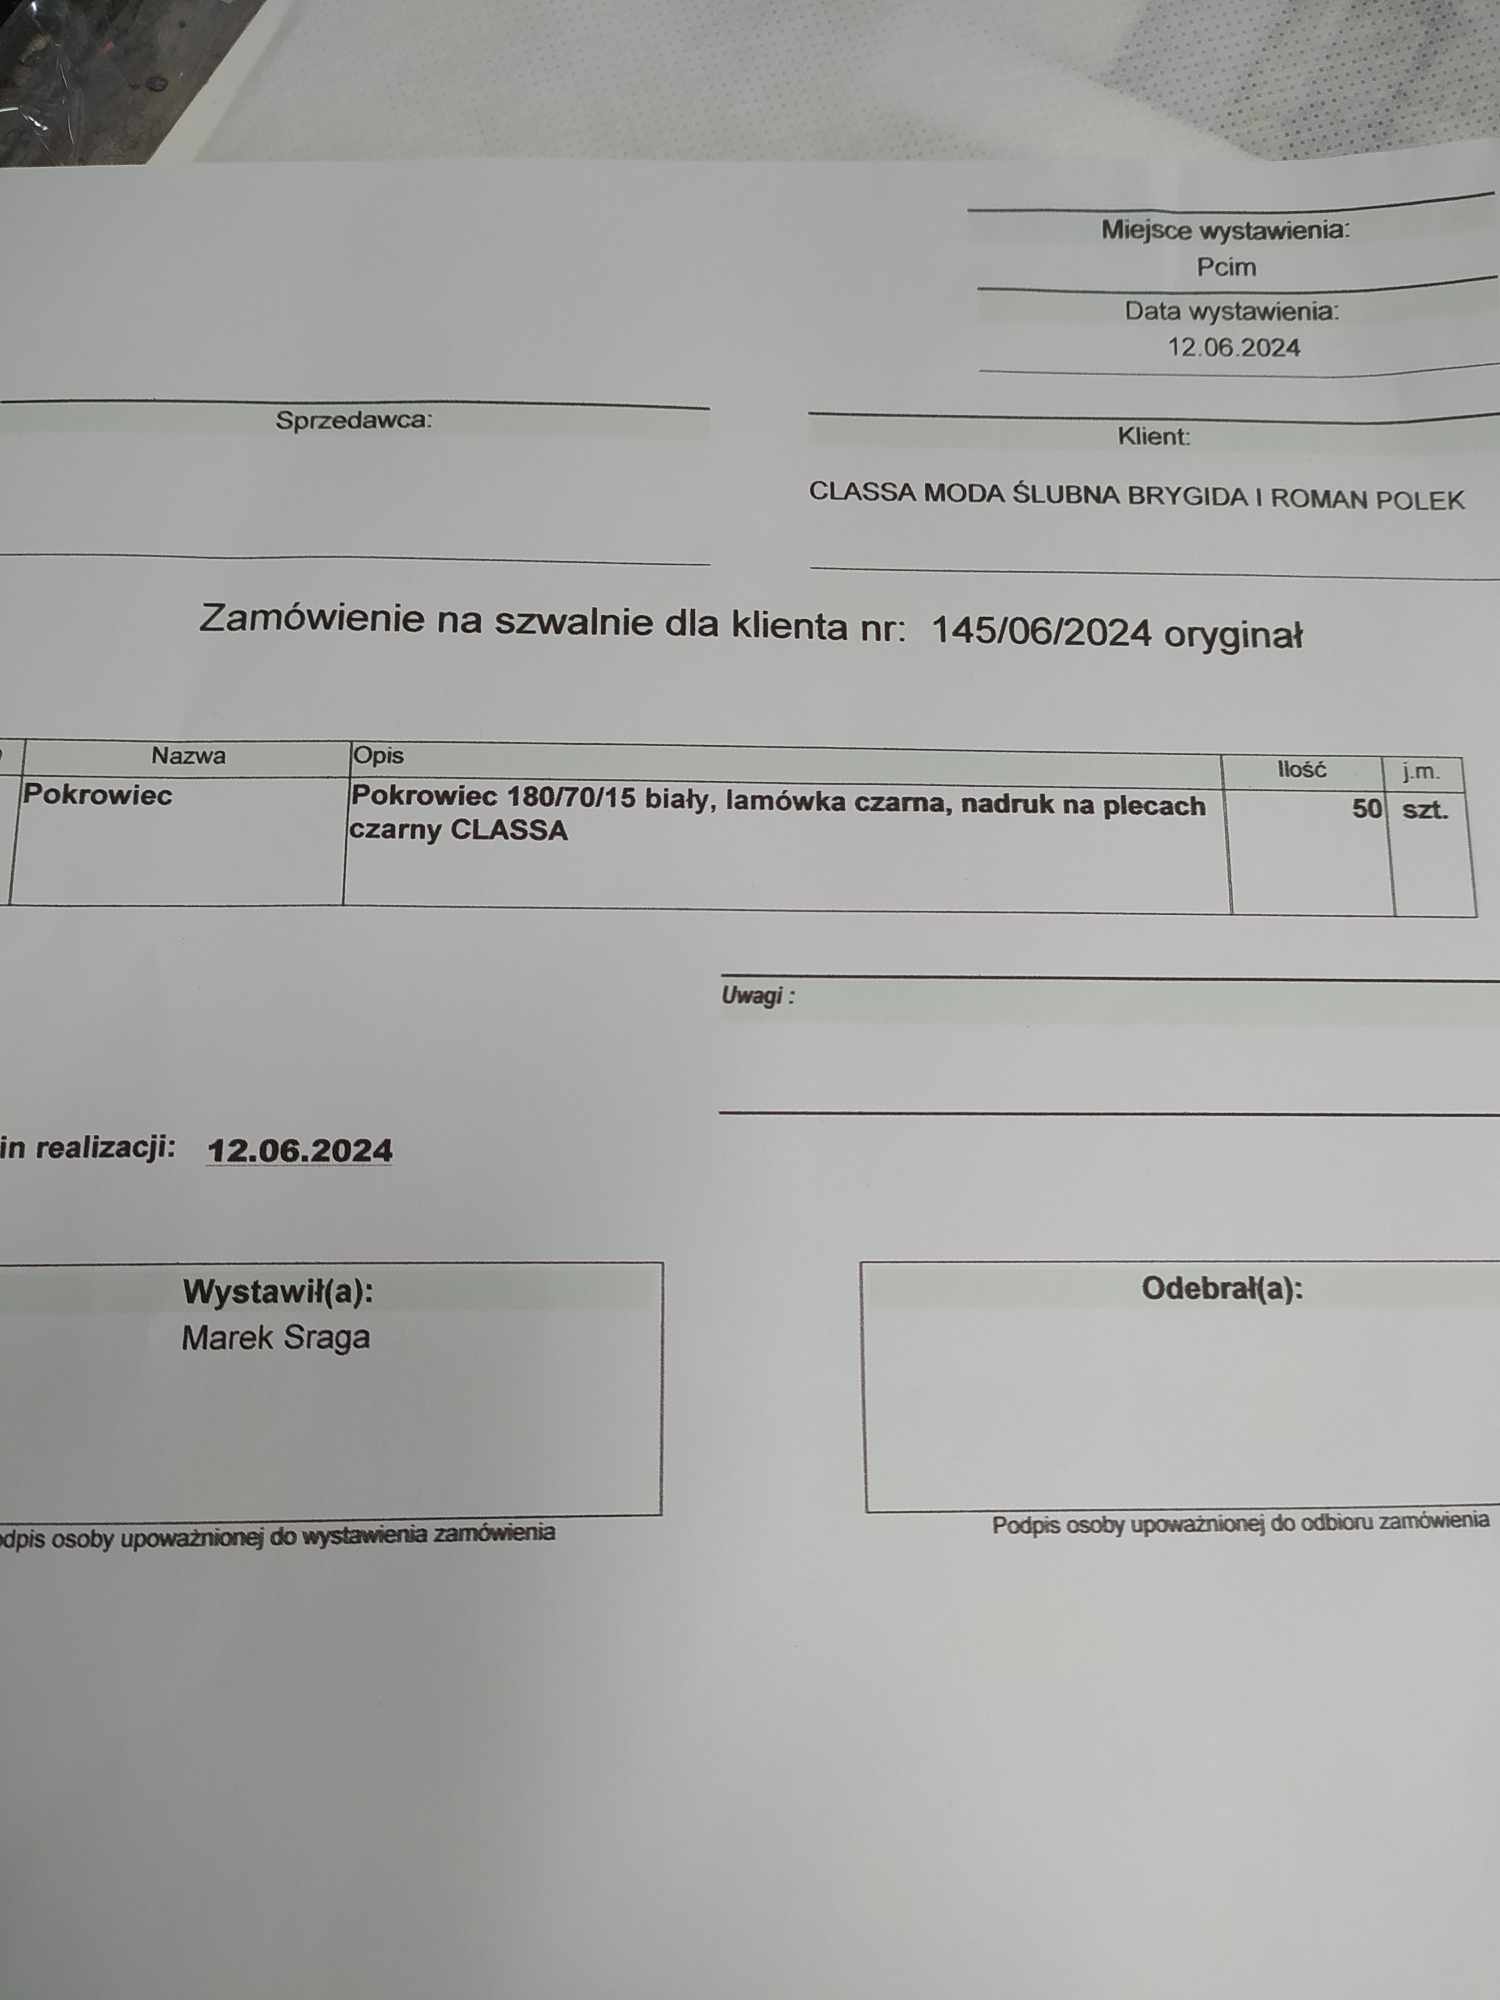 Miejsce wystawienia:
Pcim
Data wystawienia:
12.06.2024
Sprzedawca:
Klient:
CLASSA MODA ŚLUBNA BRYGIDA I ROMAN POLEK
Zamówienie na szwalnie dla klienta nr: 145/06/2024 oryginał
Nazwa Opis Ilość j.m.
Pokrowiec Pokrowiec 180/70/15 biały, lamówka czarna, nadruk na plecach 50 szt.
czarny CLASSA
Uwagi :
in realizacji: 12.06.2024
Wystawił(a):
Marek Sraga
Odebrał(a):
odpis osoby upoważnionej do wystawienia zamówienia
Podpis osoby upoważnionej do odbioru zamówienia